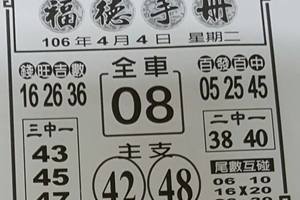 福德手冊
106年4月4日 星期二
錢旺吉數
16 26 36
全車
08
百發百中
05 25 45
三中一
43
45
47
主支
42 48
二中一
38 40
尾數互碰
06 10
16X20